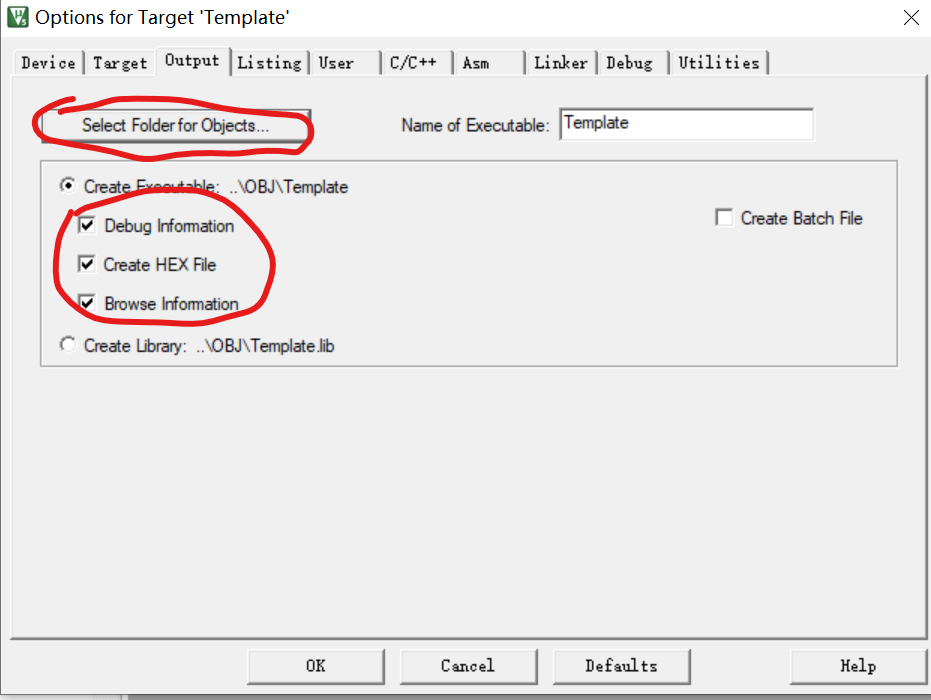 Options for Target 'Template'
Device Target Output Listing User C/C++ Asm Linker Debug Utilities
Select Folder for Objects... Name of Executable: Template
Create Executable: ..\OBJ\Template
Debug Information Create Batch File
Create HEX File
Browse Information
Create Library: ..\OBJ\Template.lib
OK Cancel Defaults Help